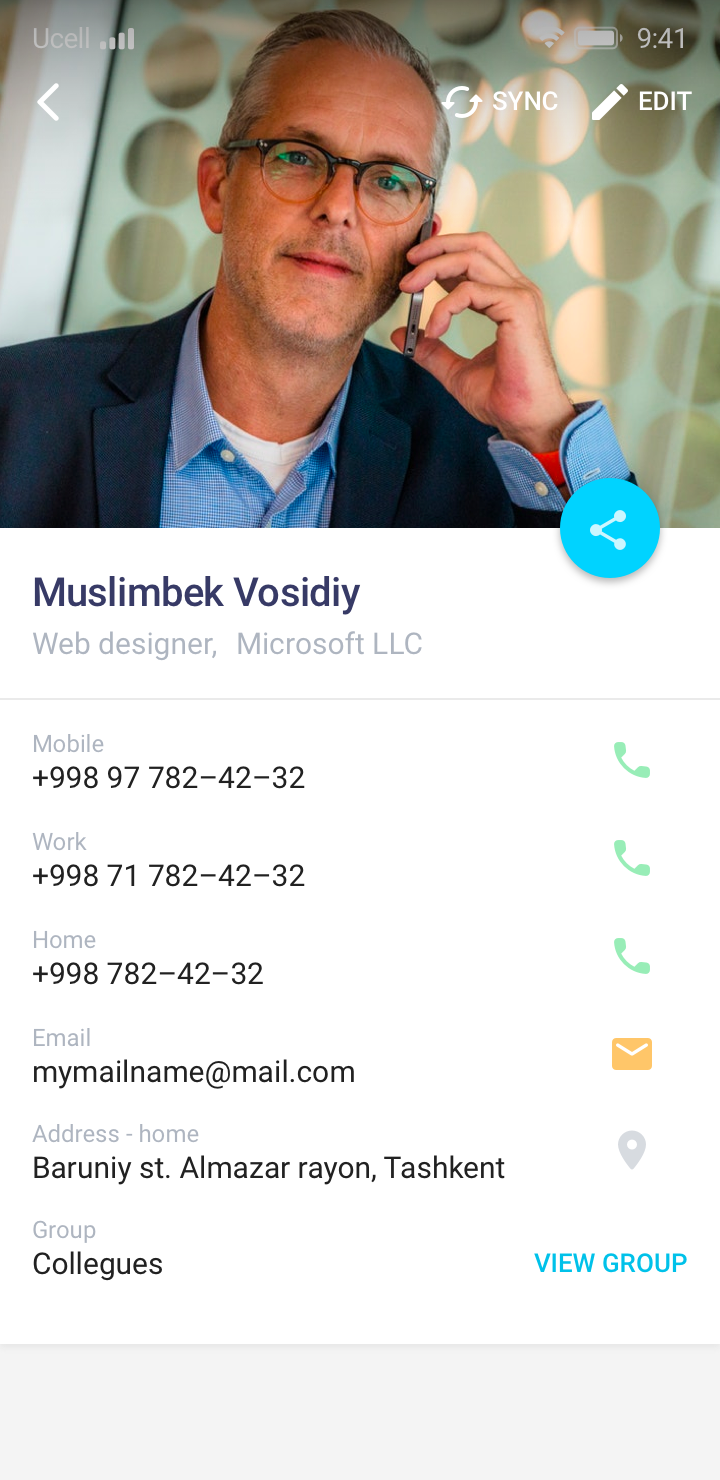 Ucell 9:41
SYNC EDIT
Muslimbek Vosidiy
Web designer, Microsoft LLC
Mobile
+998 97 782–42–32
Work
+998 71 782–42–32
Home
+998 782–42–32
Email
mymailname@mail.com
Address - home
Baruniy st. Almazar rayon, Tashkent
Group
Collegues
VIEW GROUP